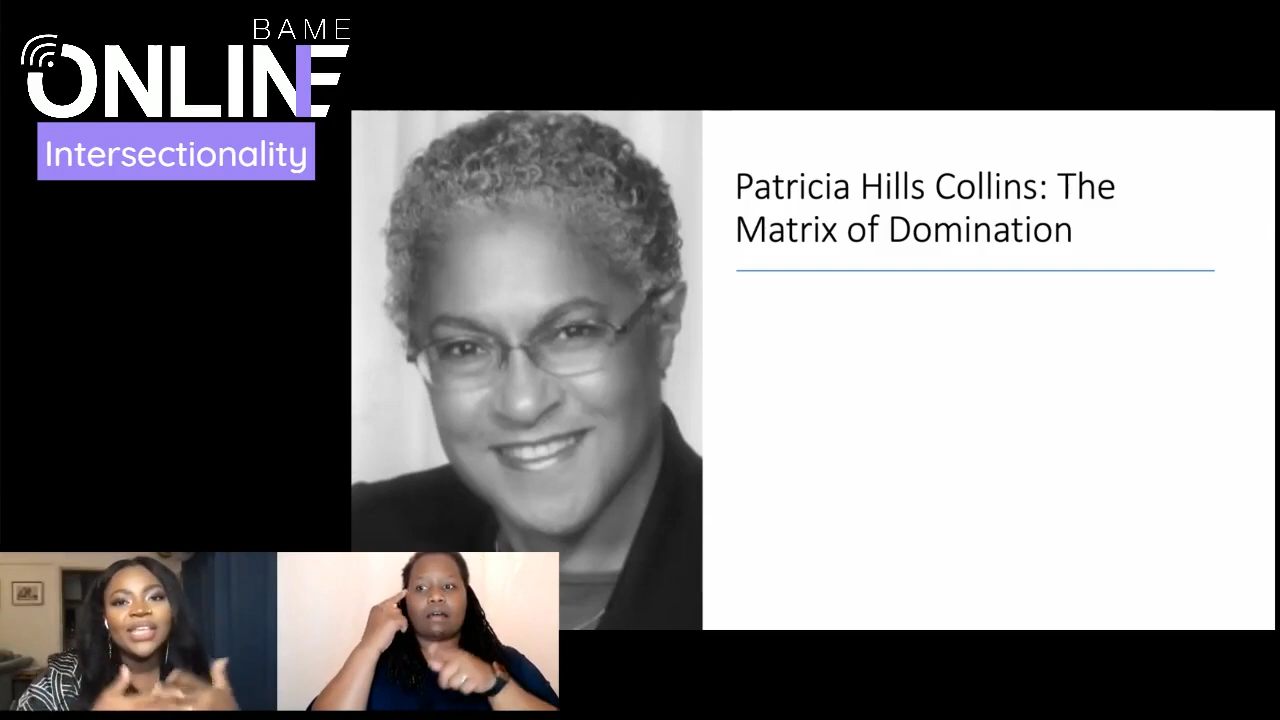 BAME
ONLINE
Intersectionality
Patricia Hills Collins: The
Matrix of Domination